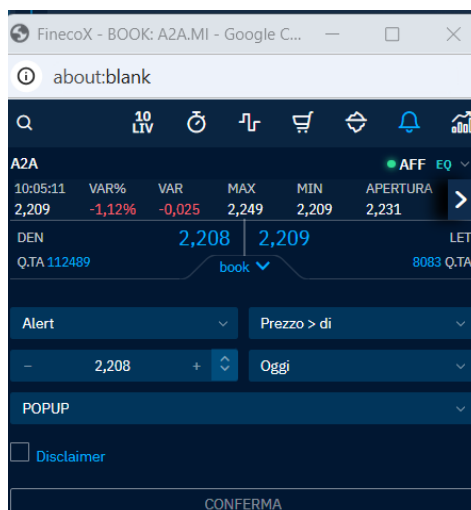 FinecoX - BOOK: A2A.MI - Google C...
about:blank
10
LTV
A2A AFF EQ
10:05:11 VAR% VAR MAX MIN APERTURA
2,209 -1,12% -0,025 2,249 2,209 2,231
DEN 2,208 2,209 LET
Q.TA 112489 book 8083 Q.TA
Alert Prezzo > di
− 2,208 + Oggi
POPUP
Disclaimer
CONFERMA